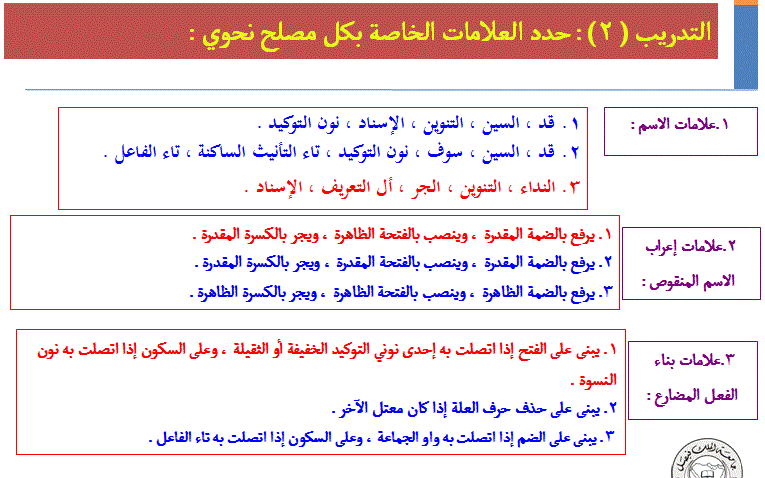 التدريب ( ٢ ) : حدد العلامات الخاصة بكل مصلح نحوي :
١.علامات الاسم :
١. قد ، السين ، التنوين ، الإسناد ، نون التوكيد .
٢. قد ، السين ، سوف ، نون التوكيد ، تاء التأنيث الساكنة ، تاء الفاعل .
٣. النداء ، التنوين ، الجر ، أل التعريف ، الإسناد .
٢.علامات إعراب
الاسم المنقوص :
١. يرفع بالضمة المقدرة ، وينصب بالفتحة الظاهرة ، ويجر بالكسرة المقدرة .
٢. يرفع بالضمة المقدرة ، وينصب بالفتحة المقدرة ، ويجر بالكسرة المقدرة .
٣. يرفع بالضمة الظاهرة ، وينصب بالفتحة الظاهرة ، ويجر بالكسرة الظاهرة .
٣.علامات بناء
الفعل المضارع :
١. يبنى على الفتح إذا اتصلت به إحدى نوني التوكيد الخفيفة أو الثقيلة ، وعلى السكون إذا اتصلت به نون
النسوة .
٢. يبنى على حذف حرف العلة إذا كان معتل الآخر .
٣. يبنى على الضم إذا اتصلت به واو الجماعة ، وعلى السكون إذا اتصلت به تاء الفاعل .
جامعة الملك فيصل